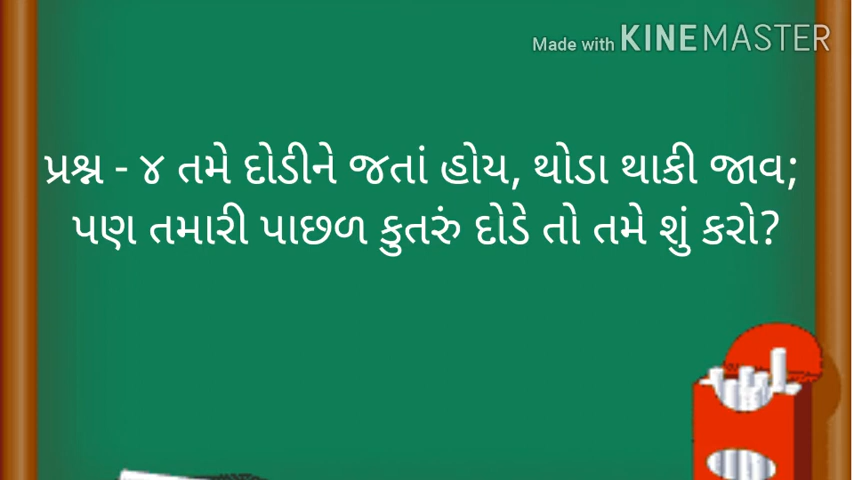 Made with KINEMASTER
પ્રશ્ન - ૪ તમે દોડીને જતાં હોય, થોડા થાકી જાવ;
પણ તમારી પાછળ કુતરું દોડે તો તમે શું કરો?